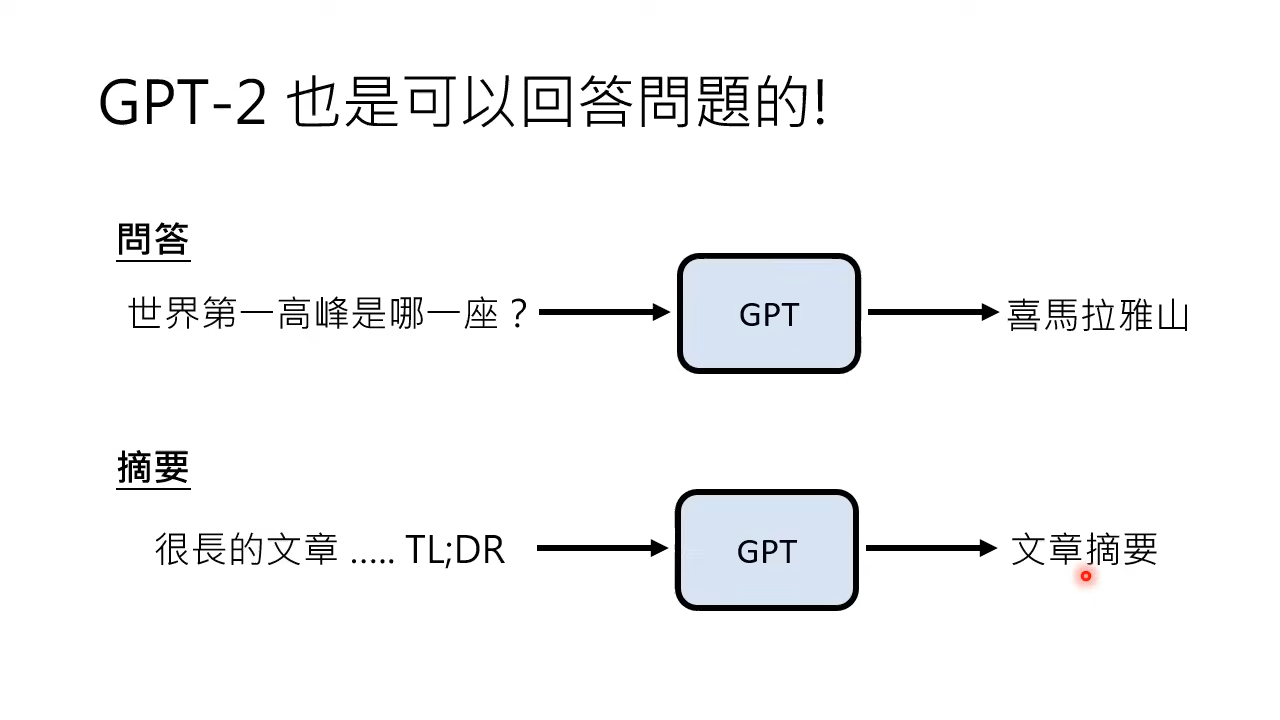 GPT-2 也是可以回答問題的!
問答
世界第一高峰是哪一座？
GPT
喜馬拉雅山
摘要
很長的文章 ..... TL;DR
GPT
文章摘要